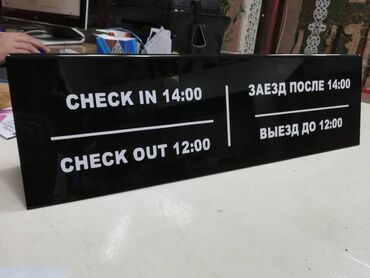 CHECK IN 14:00
CHECK OUT 12:00
ЗАЕЗД ПОСЛЕ 14:00
ВЫЕЗД ДО 12:00